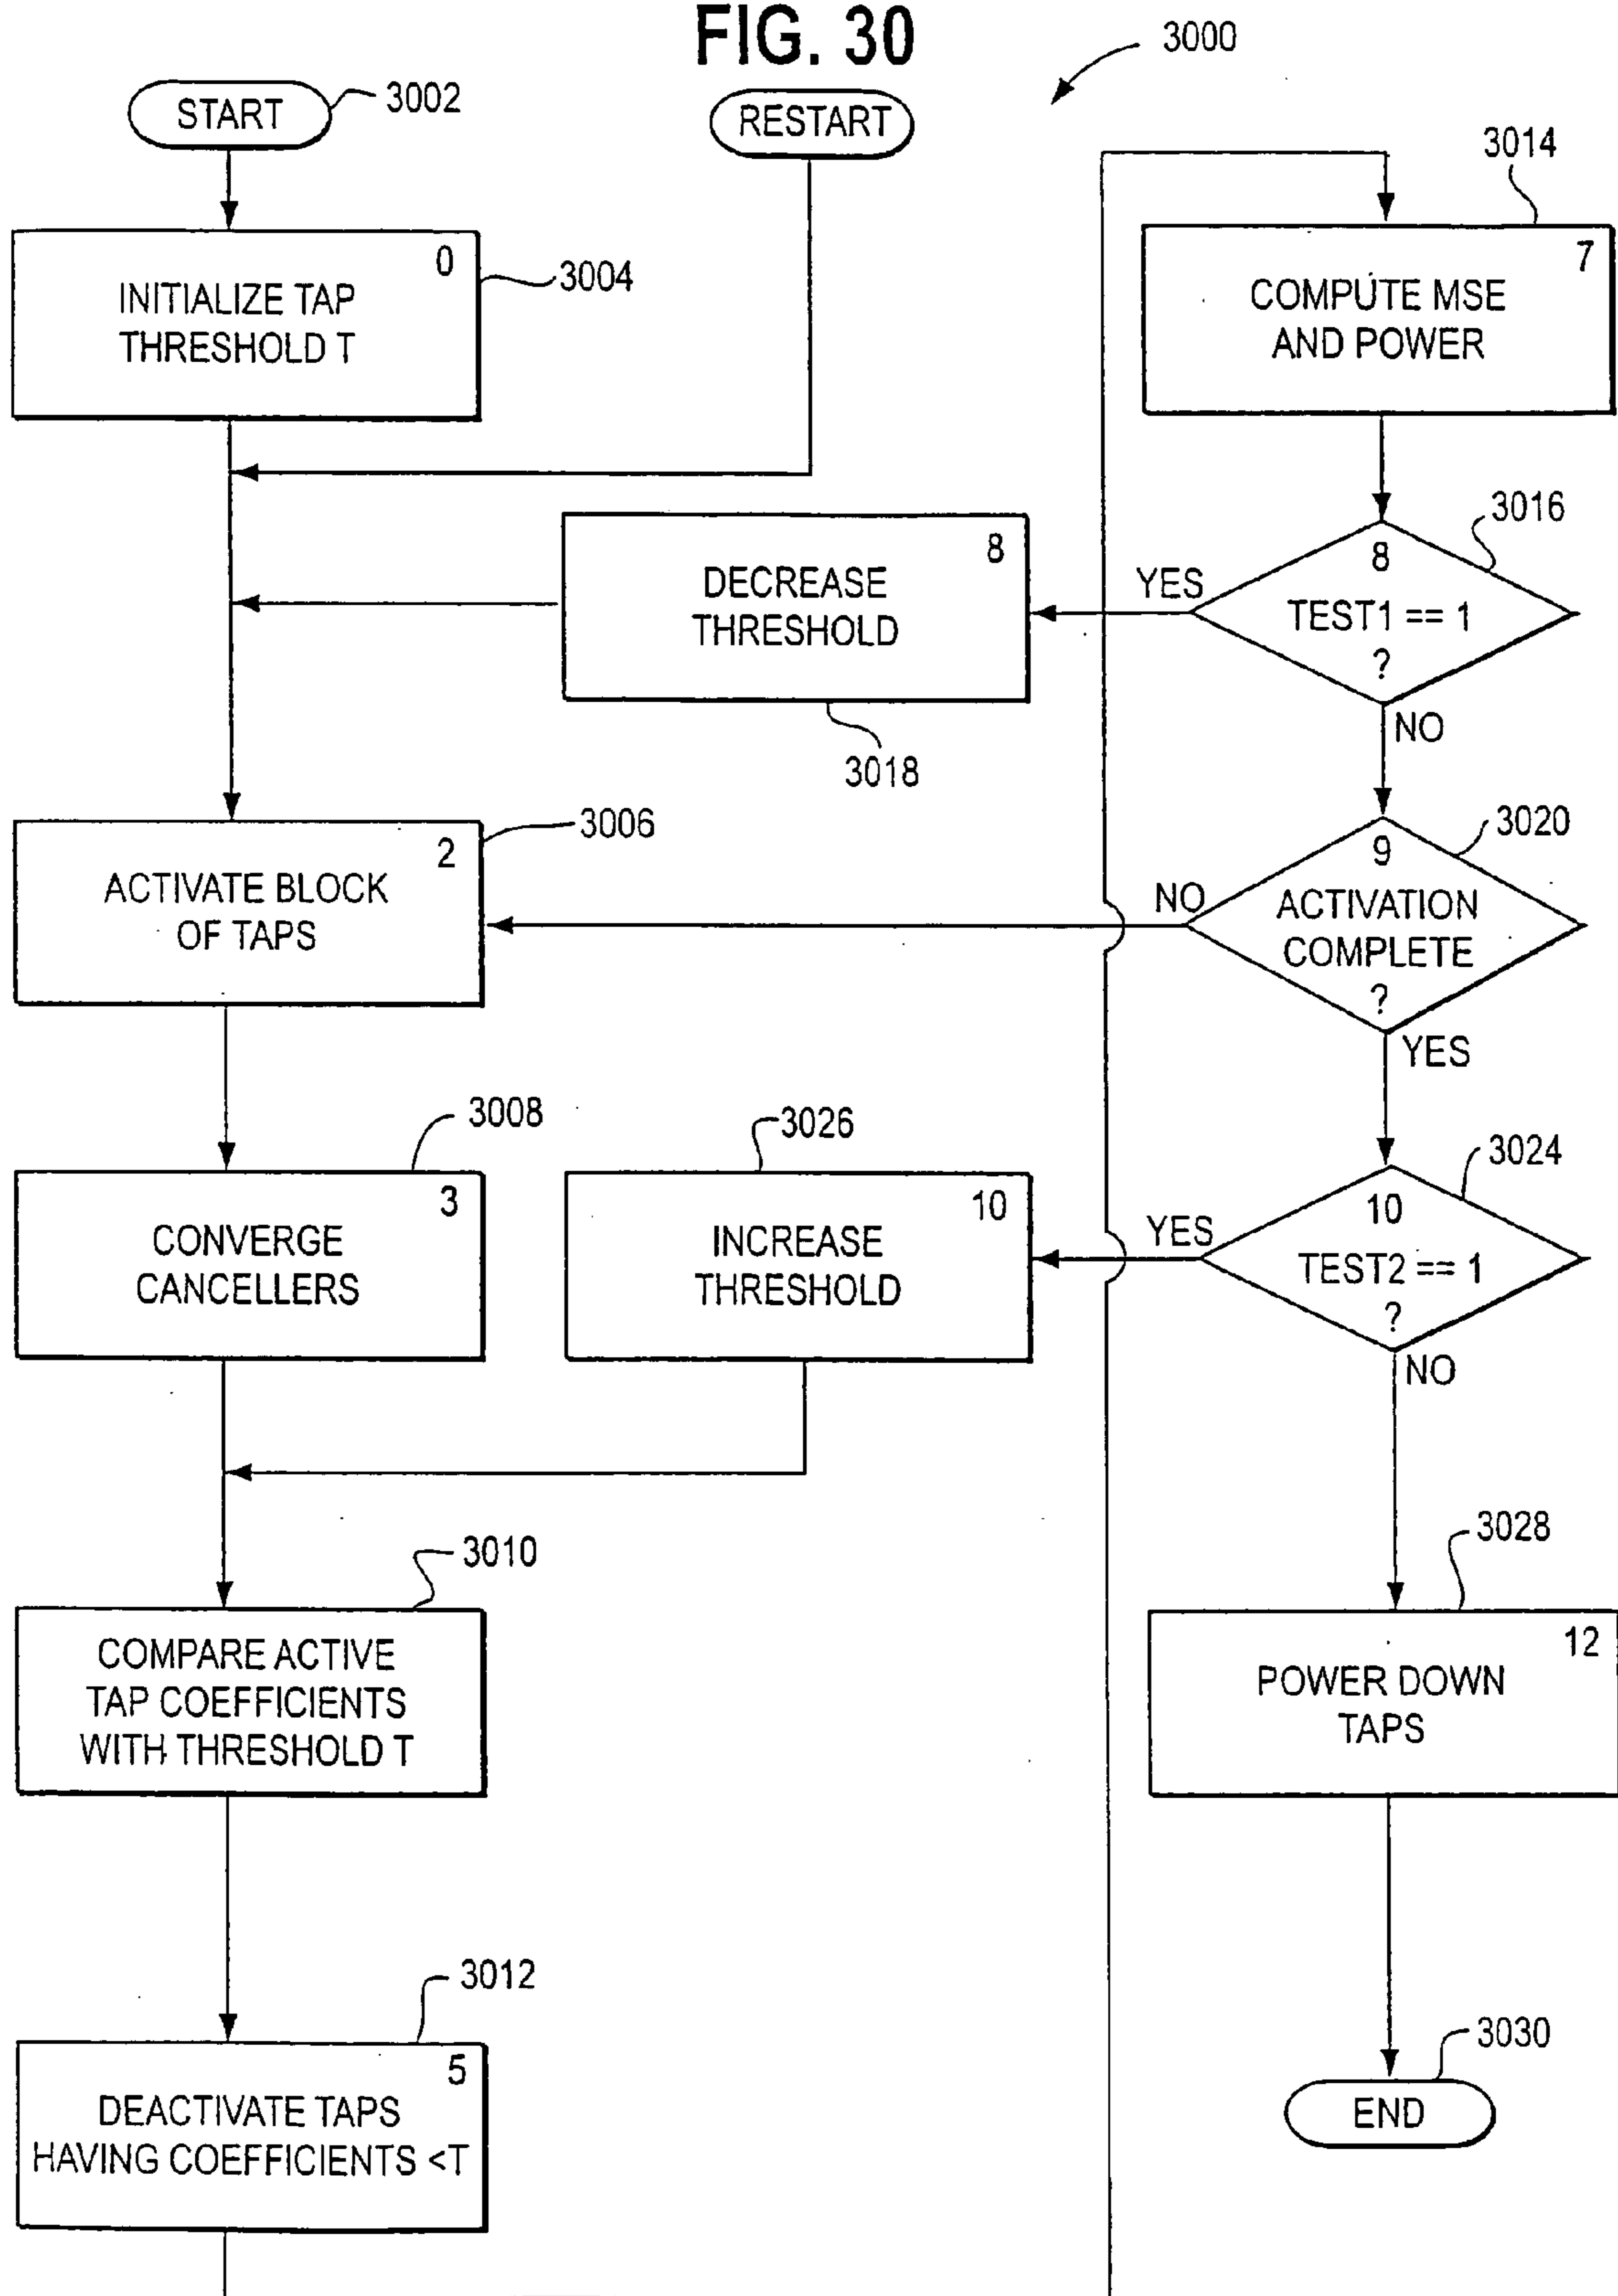 FIG. 30
3000
START
3002
RESTART
3014
0
INITIALIZE TAP
THRESHOLD T
3004
7
COMPUTE MSE
AND POWER
3016
8
TEST1 == 1
?
YES
NO
8
DECREASE
THRESHOLD
3018
3006
2
ACTIVATE BLOCK
OF TAPS
3020
9
ACTIVATION
COMPLETE
?
NO
YES
3008
3
CONVERGE
CANCELLERS
3026
10
INCREASE
THRESHOLD
3024
10
TEST2 == 1
?
YES
NO
3010
COMPARE ACTIVE
TAP COEFFICIENTS
WITH THRESHOLD T
3028
12
POWER DOWN
TAPS
3012
5
DEACTIVATE TAPS
HAVING COEFFICIENTS <T
3030
END